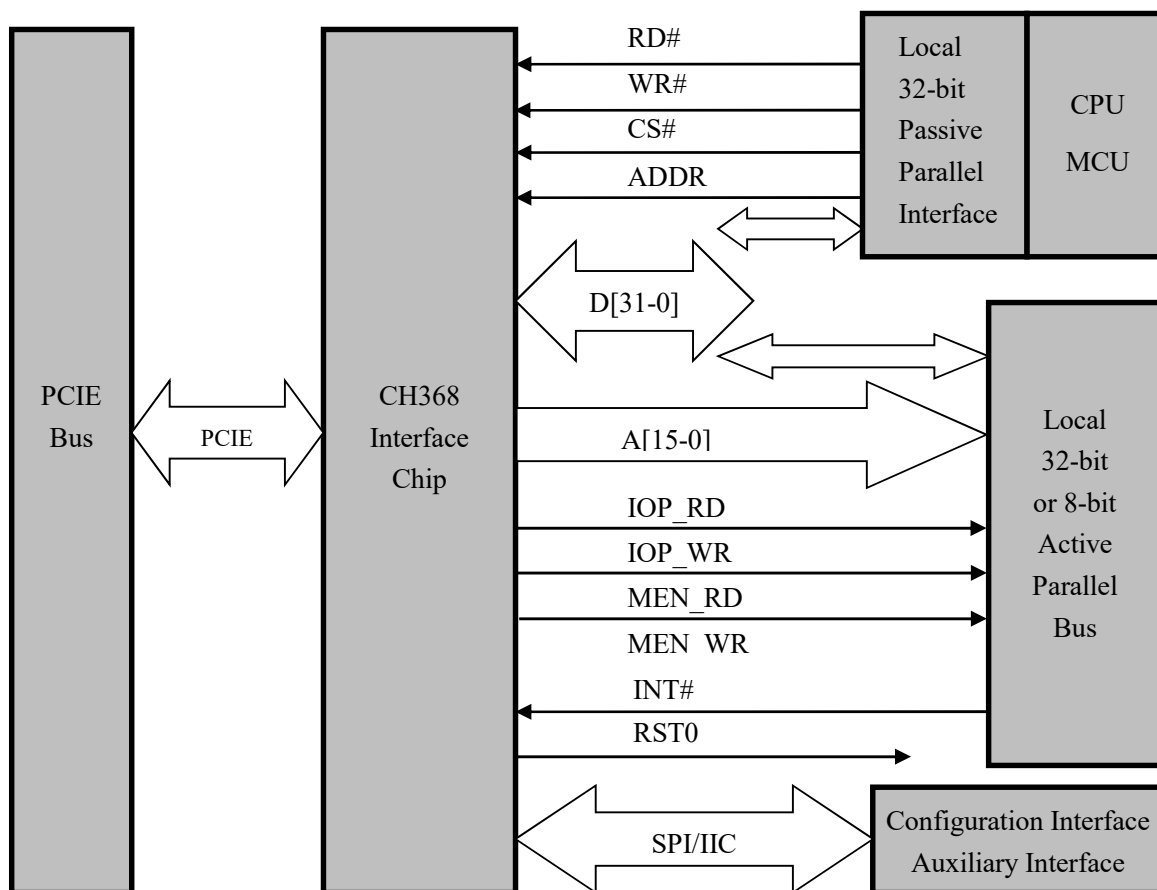 RD#
WR#
CS#
ADDR
Local
32-bit
Passive
Parallel
Interface
CPU
MCU
D[31-0]
PCIE
Bus
PCIE
CH368
Interface
Chip
A[15-0]
IOP_RD
IOP_WR
MEN_RD
MEN_WR
INT#
RST0
Local
32-bit
or 8-bit
Active
Parallel
Bus
SPI/IIC
Configuration Interface
Auxiliary Interface